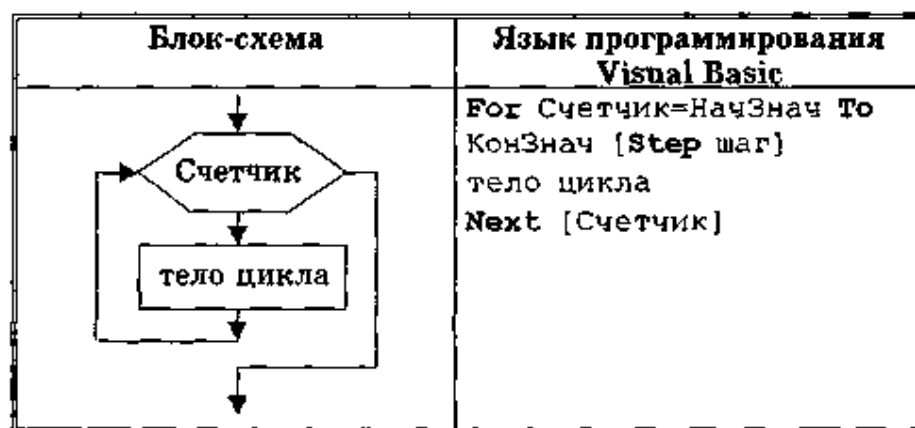 Блок-схема
Язык программирования
Visual Basic
Счетчик
тело цикла
For Счетчик=НачЗнач To
КонЗнач [Step шаг]
тело цикла
Next [Счетчик]